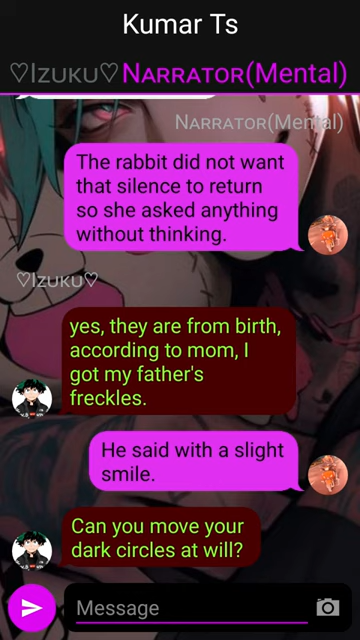 Kumar Ts
♡Izuku♡ Narrator(Mental)
Narrator(Mental)
The rabbit did not want
that silence to return
so she asked anything
without thinking.
♡Izuku♡
yes, they are from birth,
according to mom, I
got my father's
freckles.
He said with a slight
smile.
Can you move your
dark circles at will?
Message